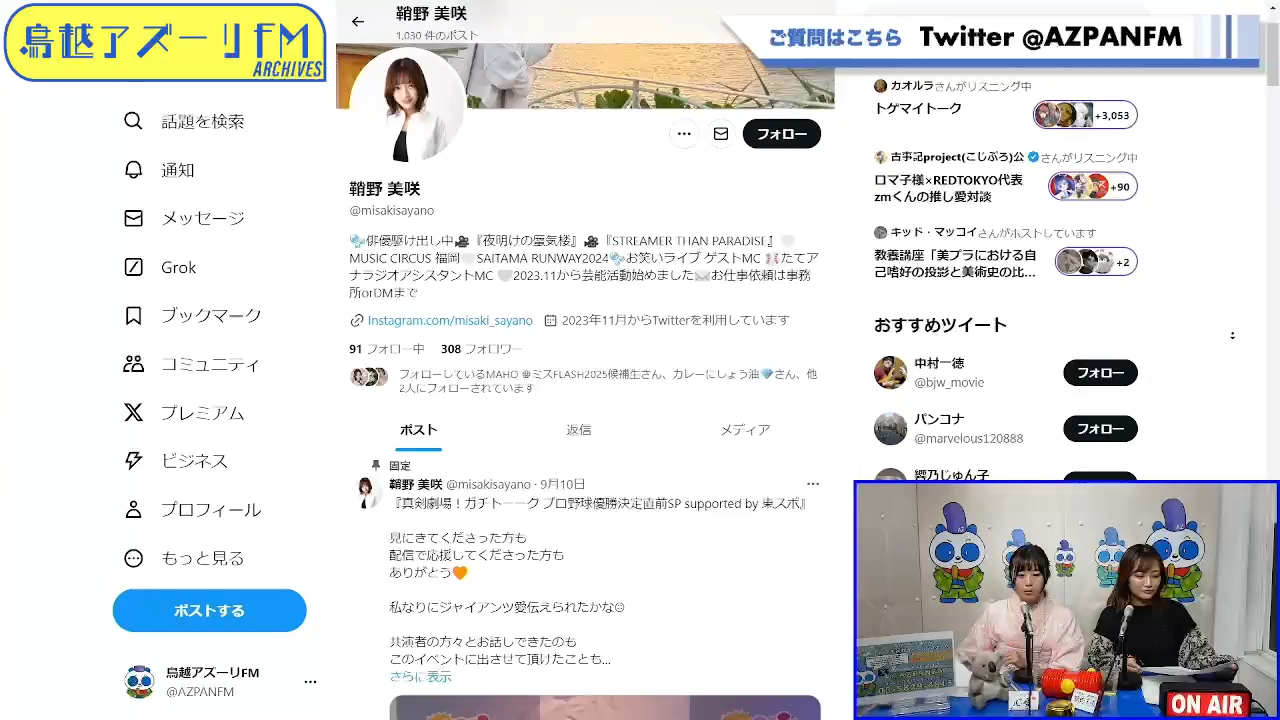 鳥越アズーリFM
ARCHIVES
話題を検索
通知
メッセージ
Grok
ブックマーク
コミュニティ
プレミアム
ビジネス
プロフィール
もっと見る
ポストする
鳥越アズーリFM
@AZPANFM
鞘野 美咲
1,030 件のポスト
フォロー
鞘野 美咲
@misakisayano
🫧俳優駆け出し中🎥『夜明けの蜃気楼』🎥『STREAMER THAN PARADISE』🤍
MUSIC CIRCUS 福岡🤍SAITAMA RUNWAY2024🫧お笑いライブ ゲストMC 🎀たてア
ナラジオアシスタントMC 🤍2023.11から芸能活動始めました✉️お仕事依頼は事務
所orDMまで
Instagram.com/misaki_sayano 2023年11月からTwitterを利用しています
91 フォロー中 308 フォロワー
フォローしているMAHO @ミスFLASH2025候補生さん、カレーにしょう油💎さん、他
2人にフォローされています
ポスト 返信 メディア
固定
鞘野 美咲 @misakisayano · 9月10日
『真剣劇場！ガチトーーク プロ野球優勝決定直前SP supported by 東スポ』
見にきてくださった方も
配信で応援してくださった方も
ありがとう🧡
私なりにジャイアンツ愛伝えられたかな☺
共演者の方々とお話しできたのも
このイベントに出させて頂けたことも...
さらに表示
ご質問はこちら Twitter @AZPANFM
カオルラさんがリスニング中
トゲマイトーク
+3,053
古事記project(こじぷろ)公 さんがリスニング中
ロマ子様×REDTOKYO代表
zmくんの推し愛対談
+90
キッド・マッコイさんがホストしています
教養講座「美プラにおける自
己嗜好の投影と美術史の比...
+2
おすすめツイート
中村一徳
@bjw_movie
フォロー
パンコナ
@marvelous120888
フォロー
響乃じゅん子
ON AIR